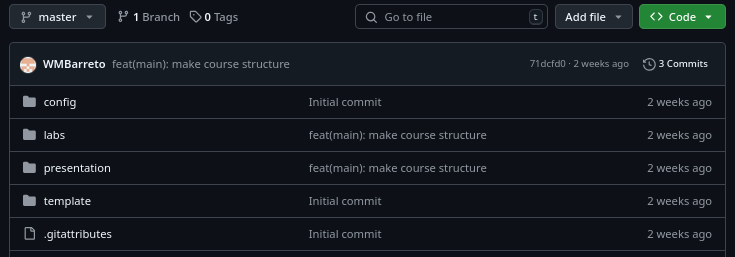 master 1 Branch 0 Tags Go to file t Add file Code
WMBarreto feat(main): make course structure 71dcfd0 · 2 weeks ago 3 Commits
config Initial commit 2 weeks ago
labs feat(main): make course structure 2 weeks ago
presentation feat(main): make course structure 2 weeks ago
template Initial commit 2 weeks ago
.gitattributes Initial commit 2 weeks ago